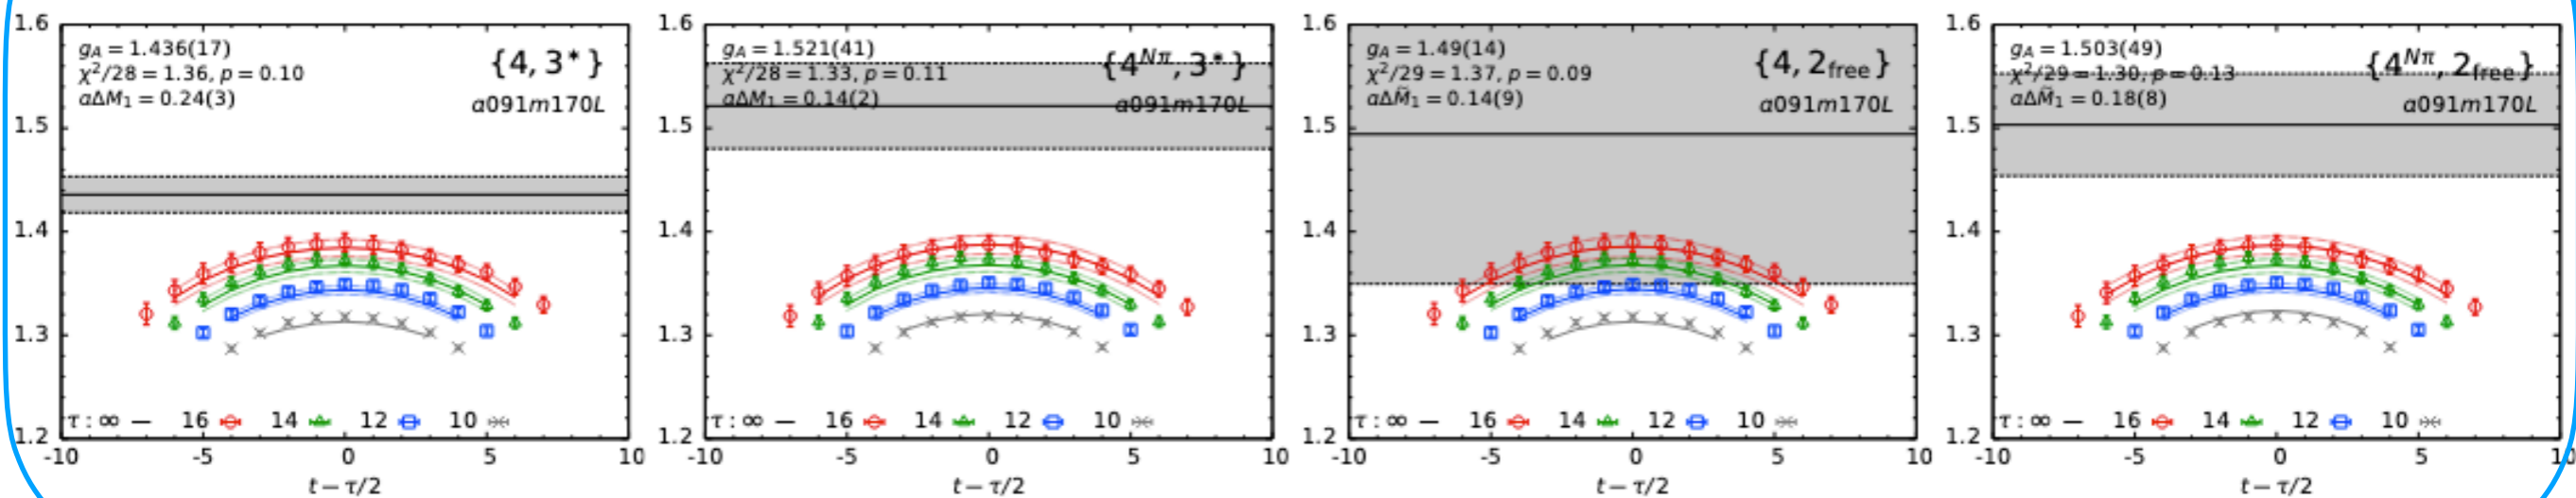 1.6
1.5
1.4
1.3
1.2
g_A = 1.436(17)
χ²/28 = 1.36, p = 0.10
aΔM₁ = 0.24(3)
{4, 3*}
a091m170L
τ : ∞ — 16 14 12 10
-10 -5 0 5 10
t − τ/2
1.6
1.5
1.4
1.3
1.2
g_A = 1.521(41)
χ²/28 = 1.33, p = 0.11
aΔM₁ = 0.14(2)
{4^{Nπ}, 3*}
a091m170L
τ : ∞ — 16 14 12 10
-10 -5 0 5 10
t − τ/2
1.6
1.5
1.4
1.3
1.2
g_A = 1.49(14)
χ²/29 = 1.37, p = 0.09
aΔM̃₁ = 0.14(9)
{4, 2_free}
a091m170L
τ : ∞ — 16 14 12 10
-10 -5 0 5 10
t − τ/2
1.6
1.5
1.4
1.3
1.2
g_A = 1.503(49)
χ²/29 = 1.30, p = 0.13
aΔM̃₁ = 0.18(8)
{4^{Nπ}, 2_free}
a091m170L
τ : ∞ — 16 14 12 10
-10 -5 0 5 10
t − τ/2